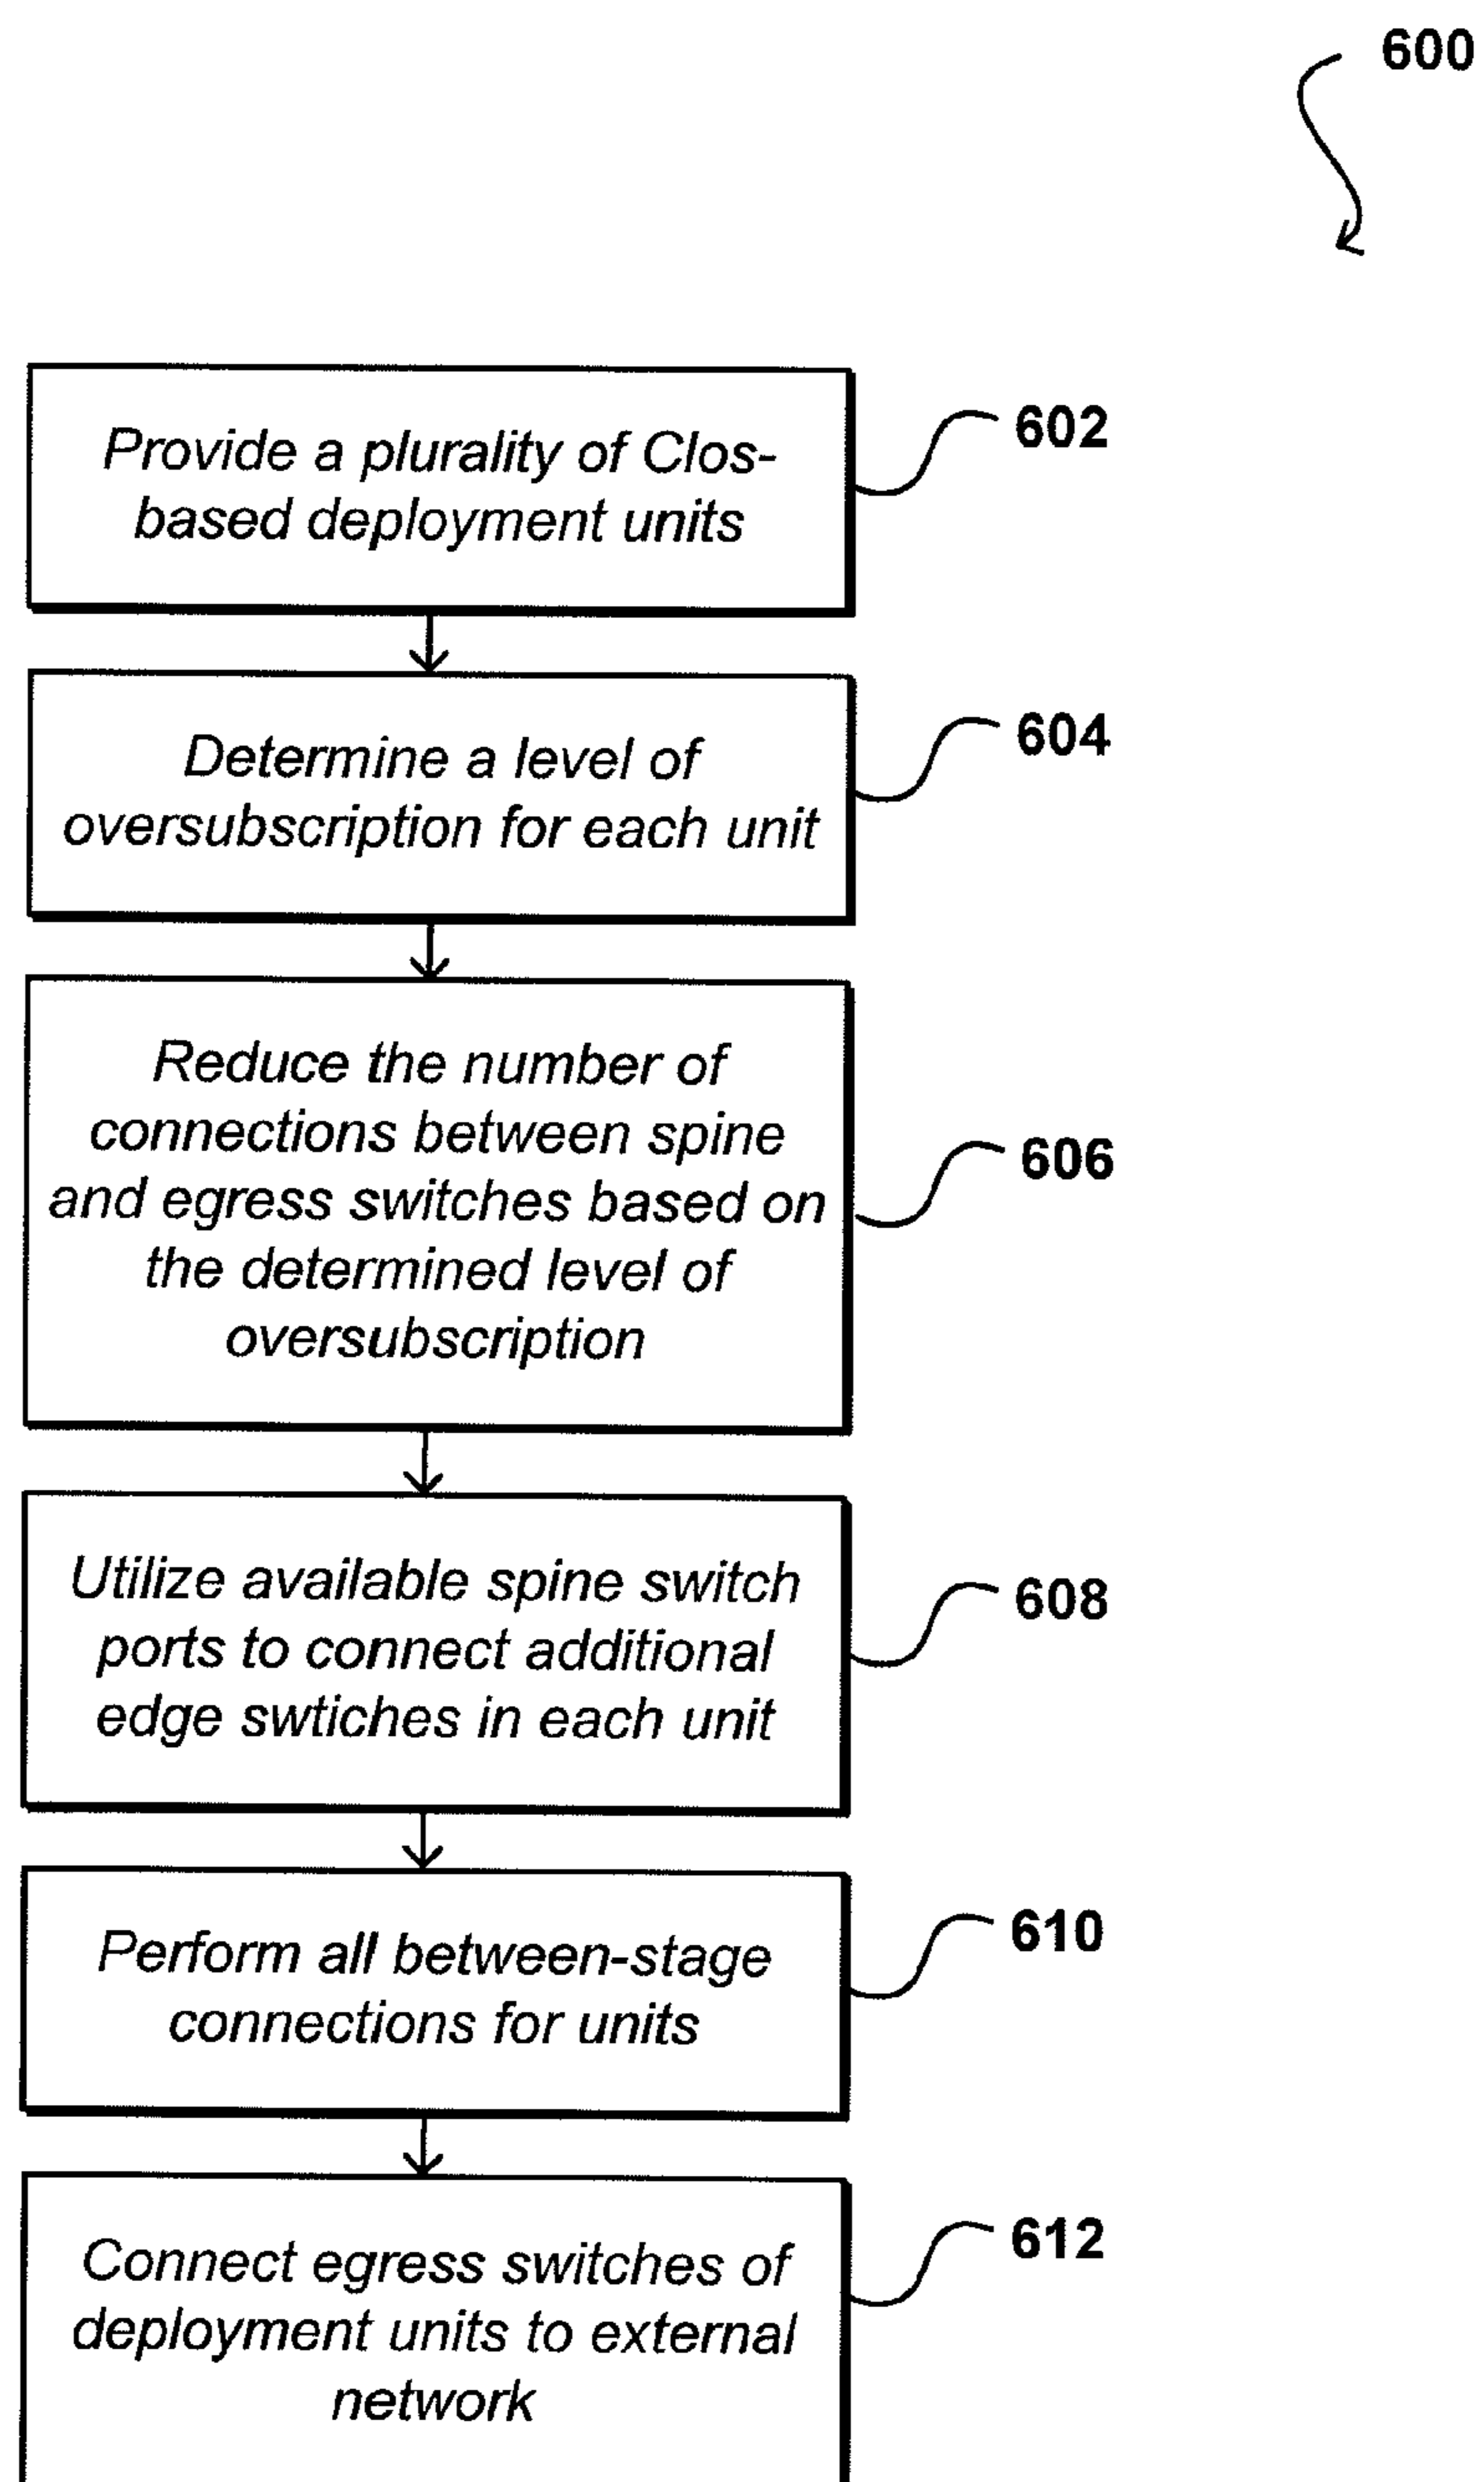 600
Provide a plurality of Clos-
based deployment units
602
Determine a level of
oversubscription for each unit
604
Reduce the number of
connections between spine
and egress switches based on
the determined level of
oversubscription
606
Utilize available spine switch
ports to connect additional
edge swtiches in each unit
608
Perform all between-stage
connections for units
610
Connect egress switches of
deployment units to external
network
612